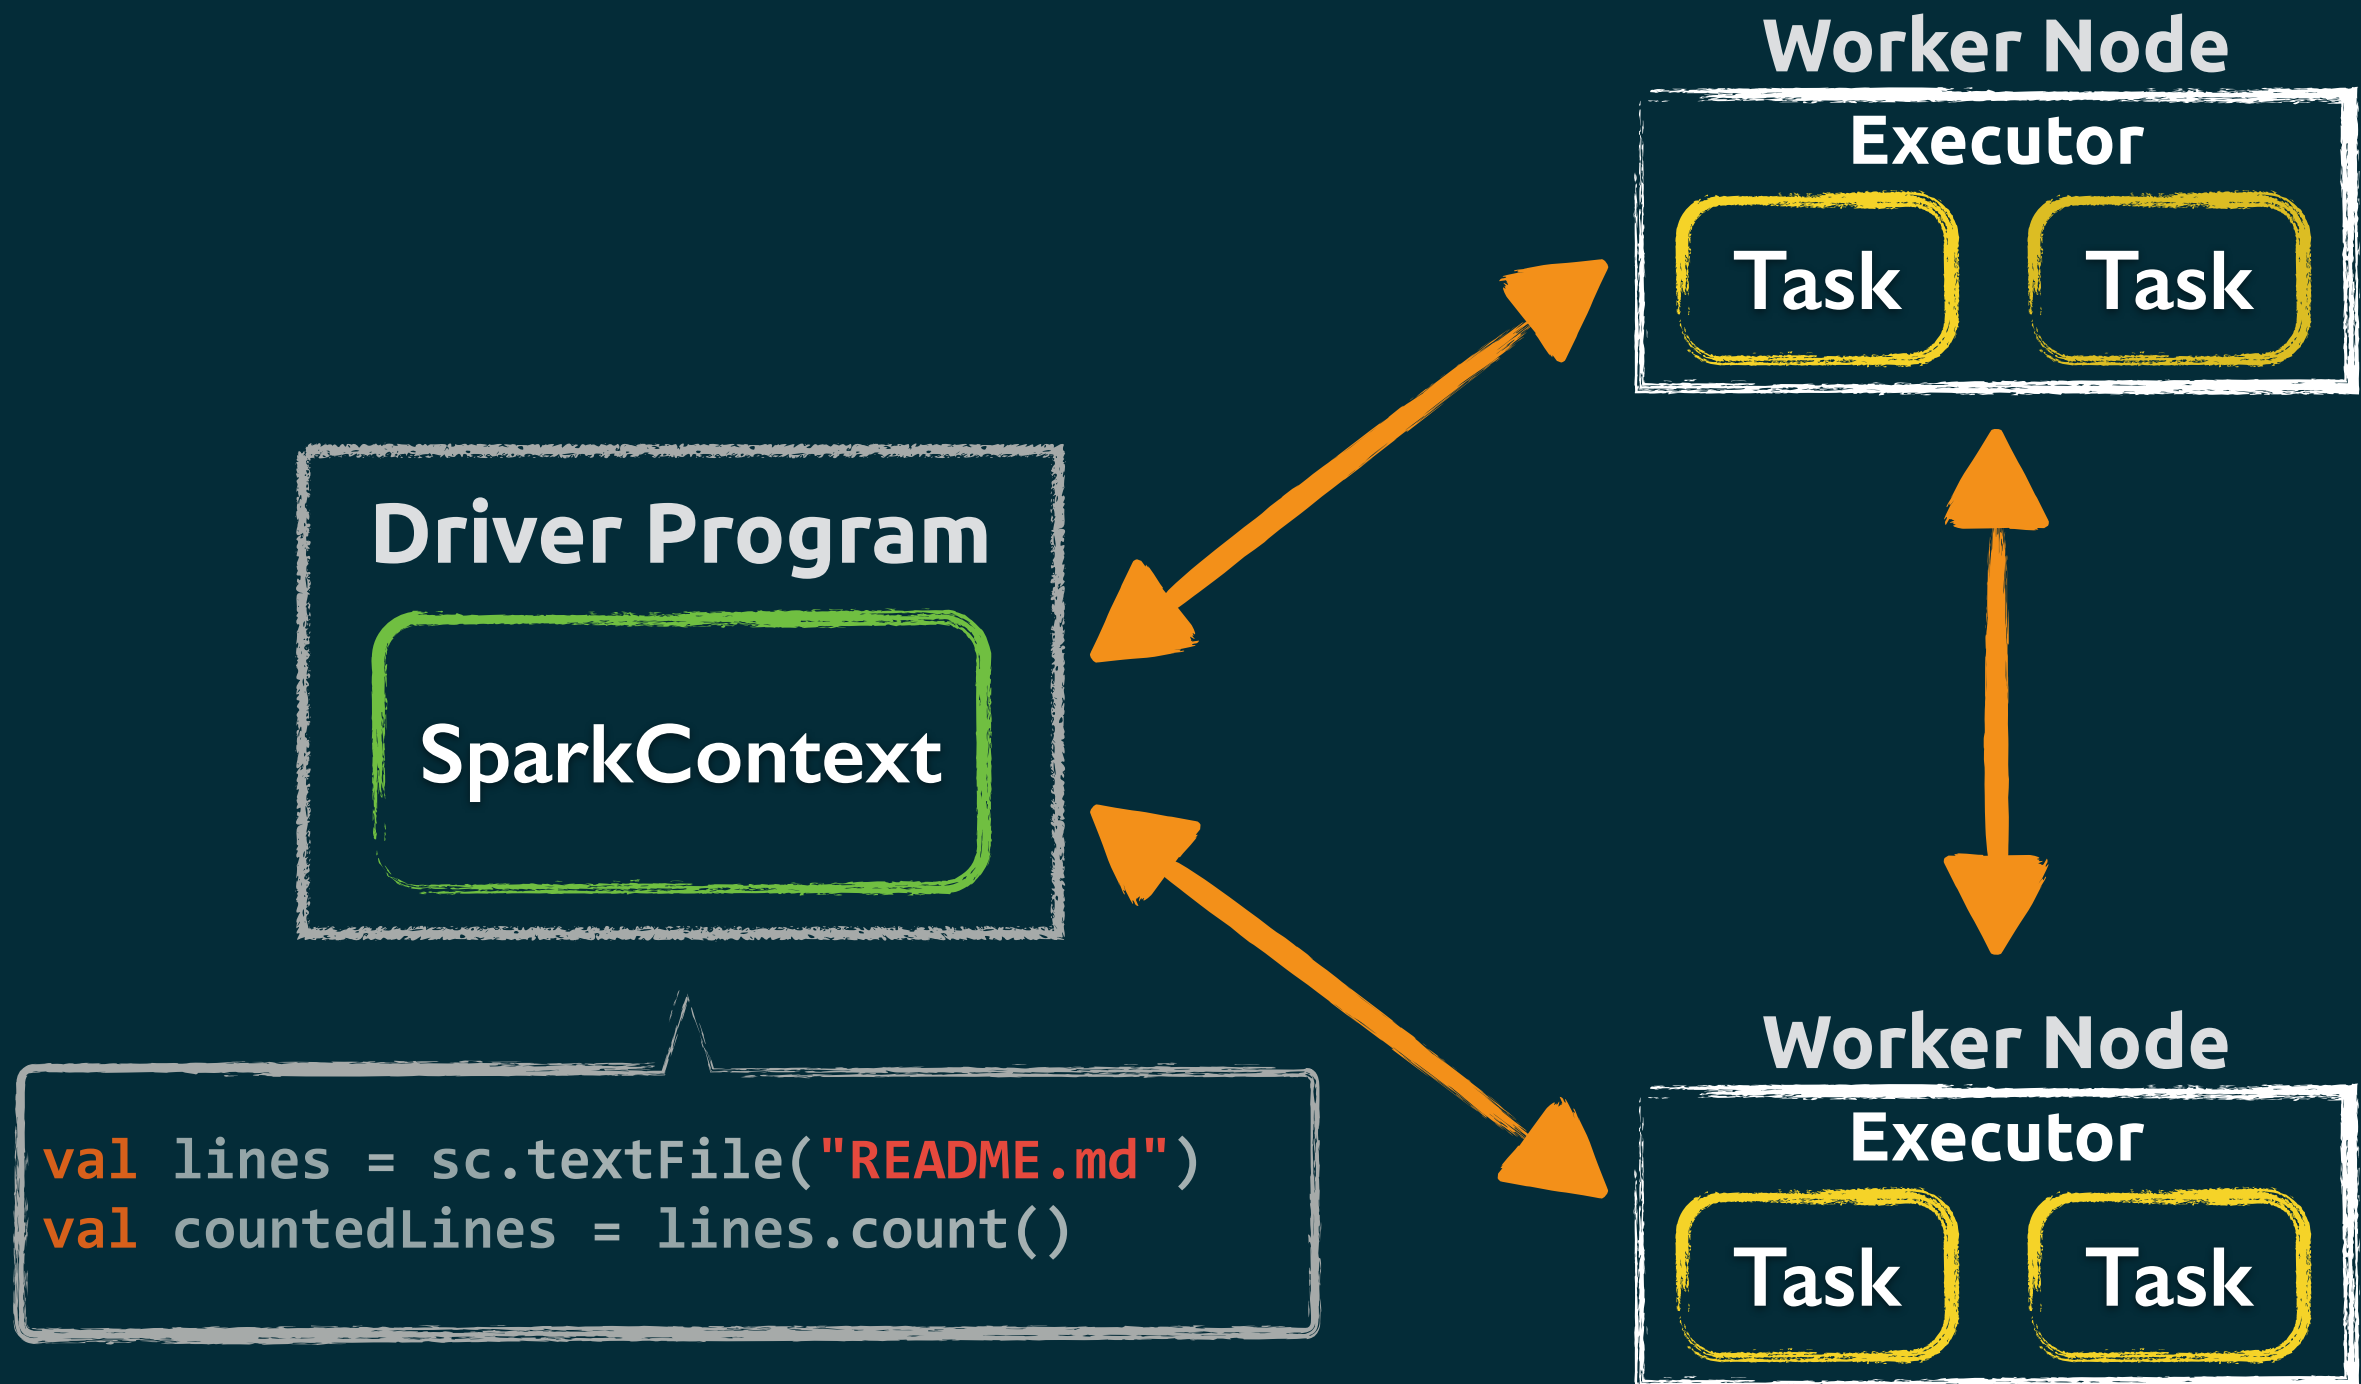 Worker Node
Executor
Task Task
Driver Program
SparkContext
val lines = sc.textFile("README.md")
val countedLines = lines.count()
Worker Node
Executor
Task Task